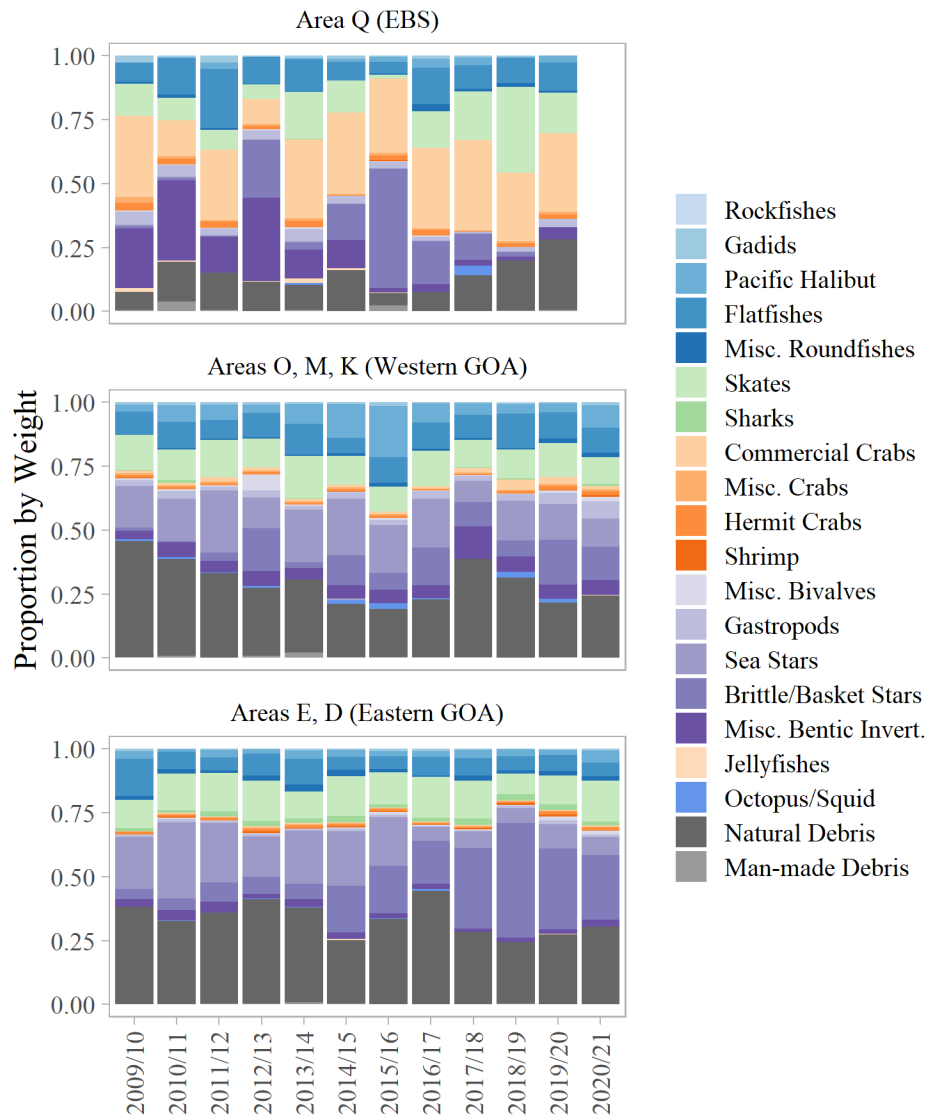 Area Q (EBS)
1.00
0.75
0.50
0.25
0.00
Areas O, M, K (Western GOA)
1.00
0.75
0.50
0.25
0.00
Areas E, D (Eastern GOA)
1.00
0.75
0.50
0.25
0.00
Proportion by Weight
2009/10
2010/11
2011/12
2012/13
2013/14
2014/15
2015/16
2016/17
2017/18
2018/19
2019/20
2020/21
Rockfishes
Gadids
Pacific Halibut
Flatfishes
Misc. Roundfishes
Skates
Sharks
Commercial Crabs
Misc. Crabs
Hermit Crabs
Shrimp
Misc. Bivalves
Gastropods
Sea Stars
Brittle/Basket Stars
Misc. Bentic Invert.
Jellyfishes
Octopus/Squid
Natural Debris
Man-made Debris